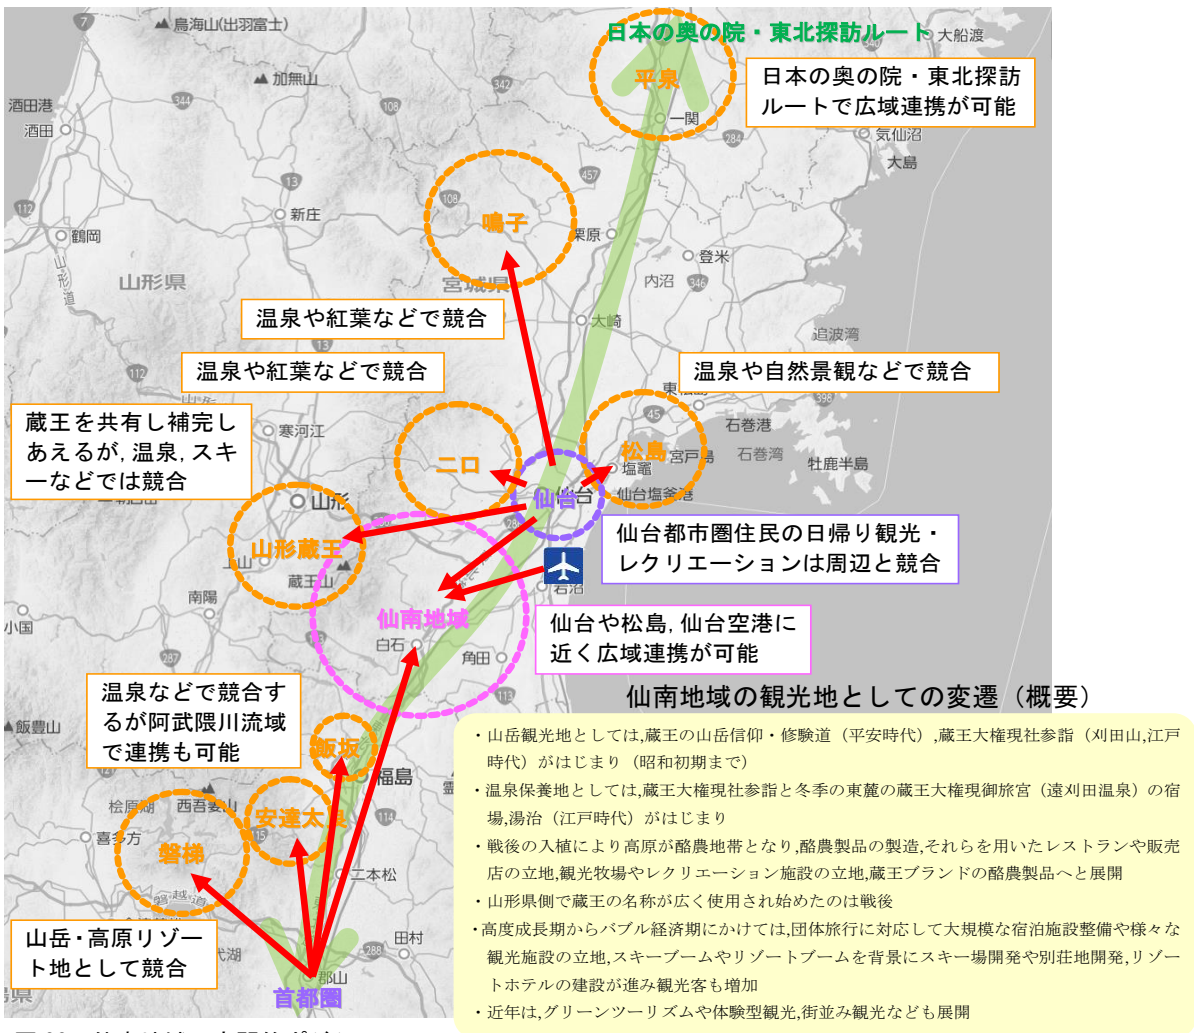 日本の奥の院・東北探訪ルート
鳥海山(出羽富士)
大船渡
平泉
日本の奥の院・東北探訪
ルートで広域連携が可能
加無山
342
344
酒田港
酒田
108
一関
284
気仙沼
大島
457
13
108
新庄
112
鶴岡
鳴子
栗原
登米
山形県
宮城県
内沼
346
温泉や紅葉などで競合
大崎
追波湾
13
112
温泉や紅葉などで競合
温泉や自然景観などで競合
398
45
石巻港
石巻湾
牡鹿半島
蔵王を共有し補完し
あえるが, 温泉, スキ
ーなどでは競合
寒河江
二口
松島
塩竈
宮戸島
山形
仙台
仙台
仙台塩釜港
仙台都市圏住民の日帰り観光・
レクリエーションは周辺と競合
山形蔵王
上山
蔵王山
岩沼
南陽
小国
仙南地域
白石
角田
仙台や松島, 仙台空港に
近く広域連携が可能
287
113
温泉などで競合す
るが阿武隈川流域
で連携も可能
飯豊山
飯坂
福島
桧原湖
西吾妻山
安達太良
114
15
喜多方
磐梯
二本松
磐越道
山岳・高原リゾー
ト地として競合
288
田村
郡山
首都圏
仙南地域の観光地としての変遷（概要）
・山岳観光地としては,蔵王の山岳信仰・修験道（平安時代）,蔵王大権現社参詣（刈田山,江戸
時代）がはじまり（昭和初期まで）
・温泉保養地としては,蔵王大権現社参詣と冬季の東麓の蔵王大権現御旅宮（遠刈田温泉）の宿
場,湯治（江戸時代）がはじまり
・戦後の入植により高原が酪農地帯となり,酪農製品の製造,それらを用いたレストランや販売
店の立地,観光牧場やレクリエーション施設の立地,蔵王ブランドの酪農製品へと展開
・山形県側で蔵王の名称が広く使用され始めたのは戦後
・高度成長期からバブル経済期にかけては,団体旅行に対応して大規模な宿泊施設整備や様々な
観光施設の立地,スキーブームやリゾートブームを背景にスキー場開発や別荘地開発,リゾー
トホテルの建設が進み観光客も増加
・近年は,グリーンツーリズムや体験型観光,街並み観光なども展開